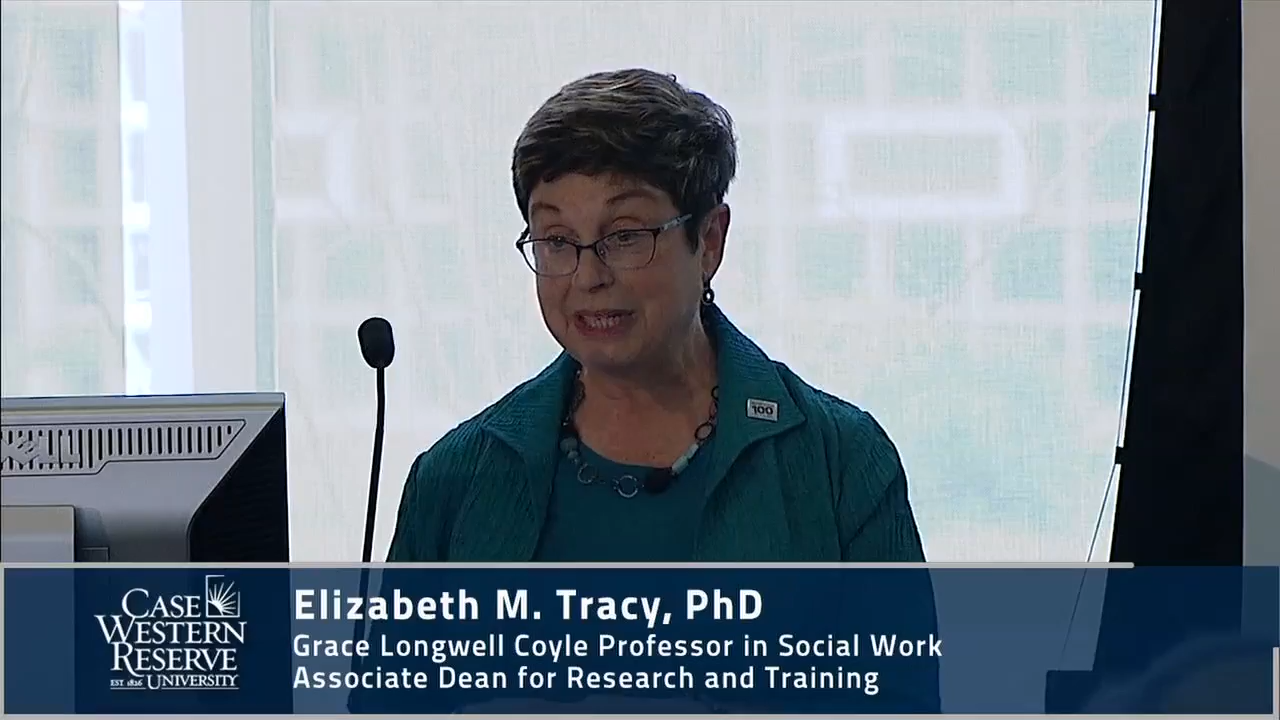 100
Elizabeth M. Tracy, PhD
Grace Longwell Coyle Professor in Social Work
Associate Dean for Research and Training
CASE
WESTERN
RESERVE
EST. 1826 UNIVERSITY